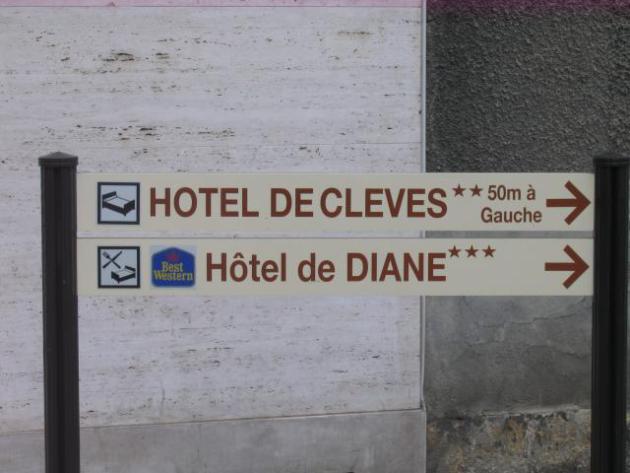 HOTEL DE CLEVES ** 50m à
Gauche
Best
Western
Hôtel de DIANE ***